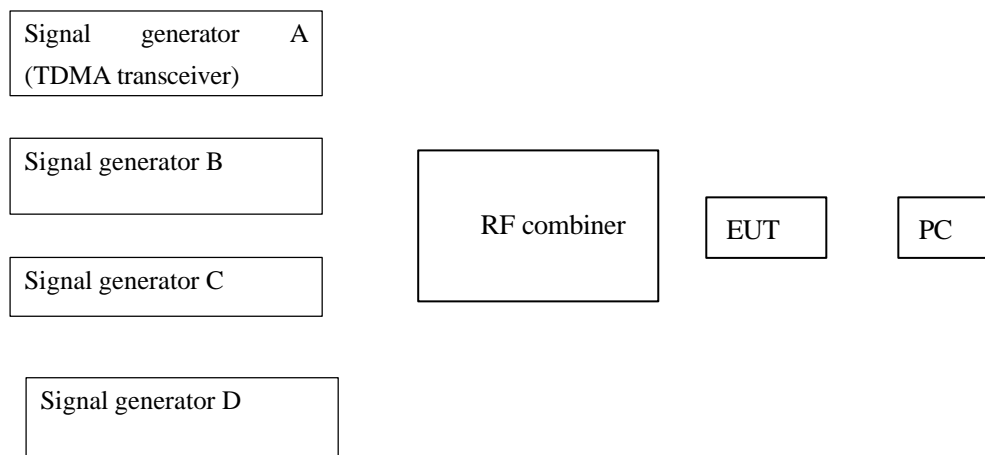 Signal generator A
(TDMA transceiver)
Signal generator B
RF combiner
EUT
PC
Signal generator C
Signal generator D